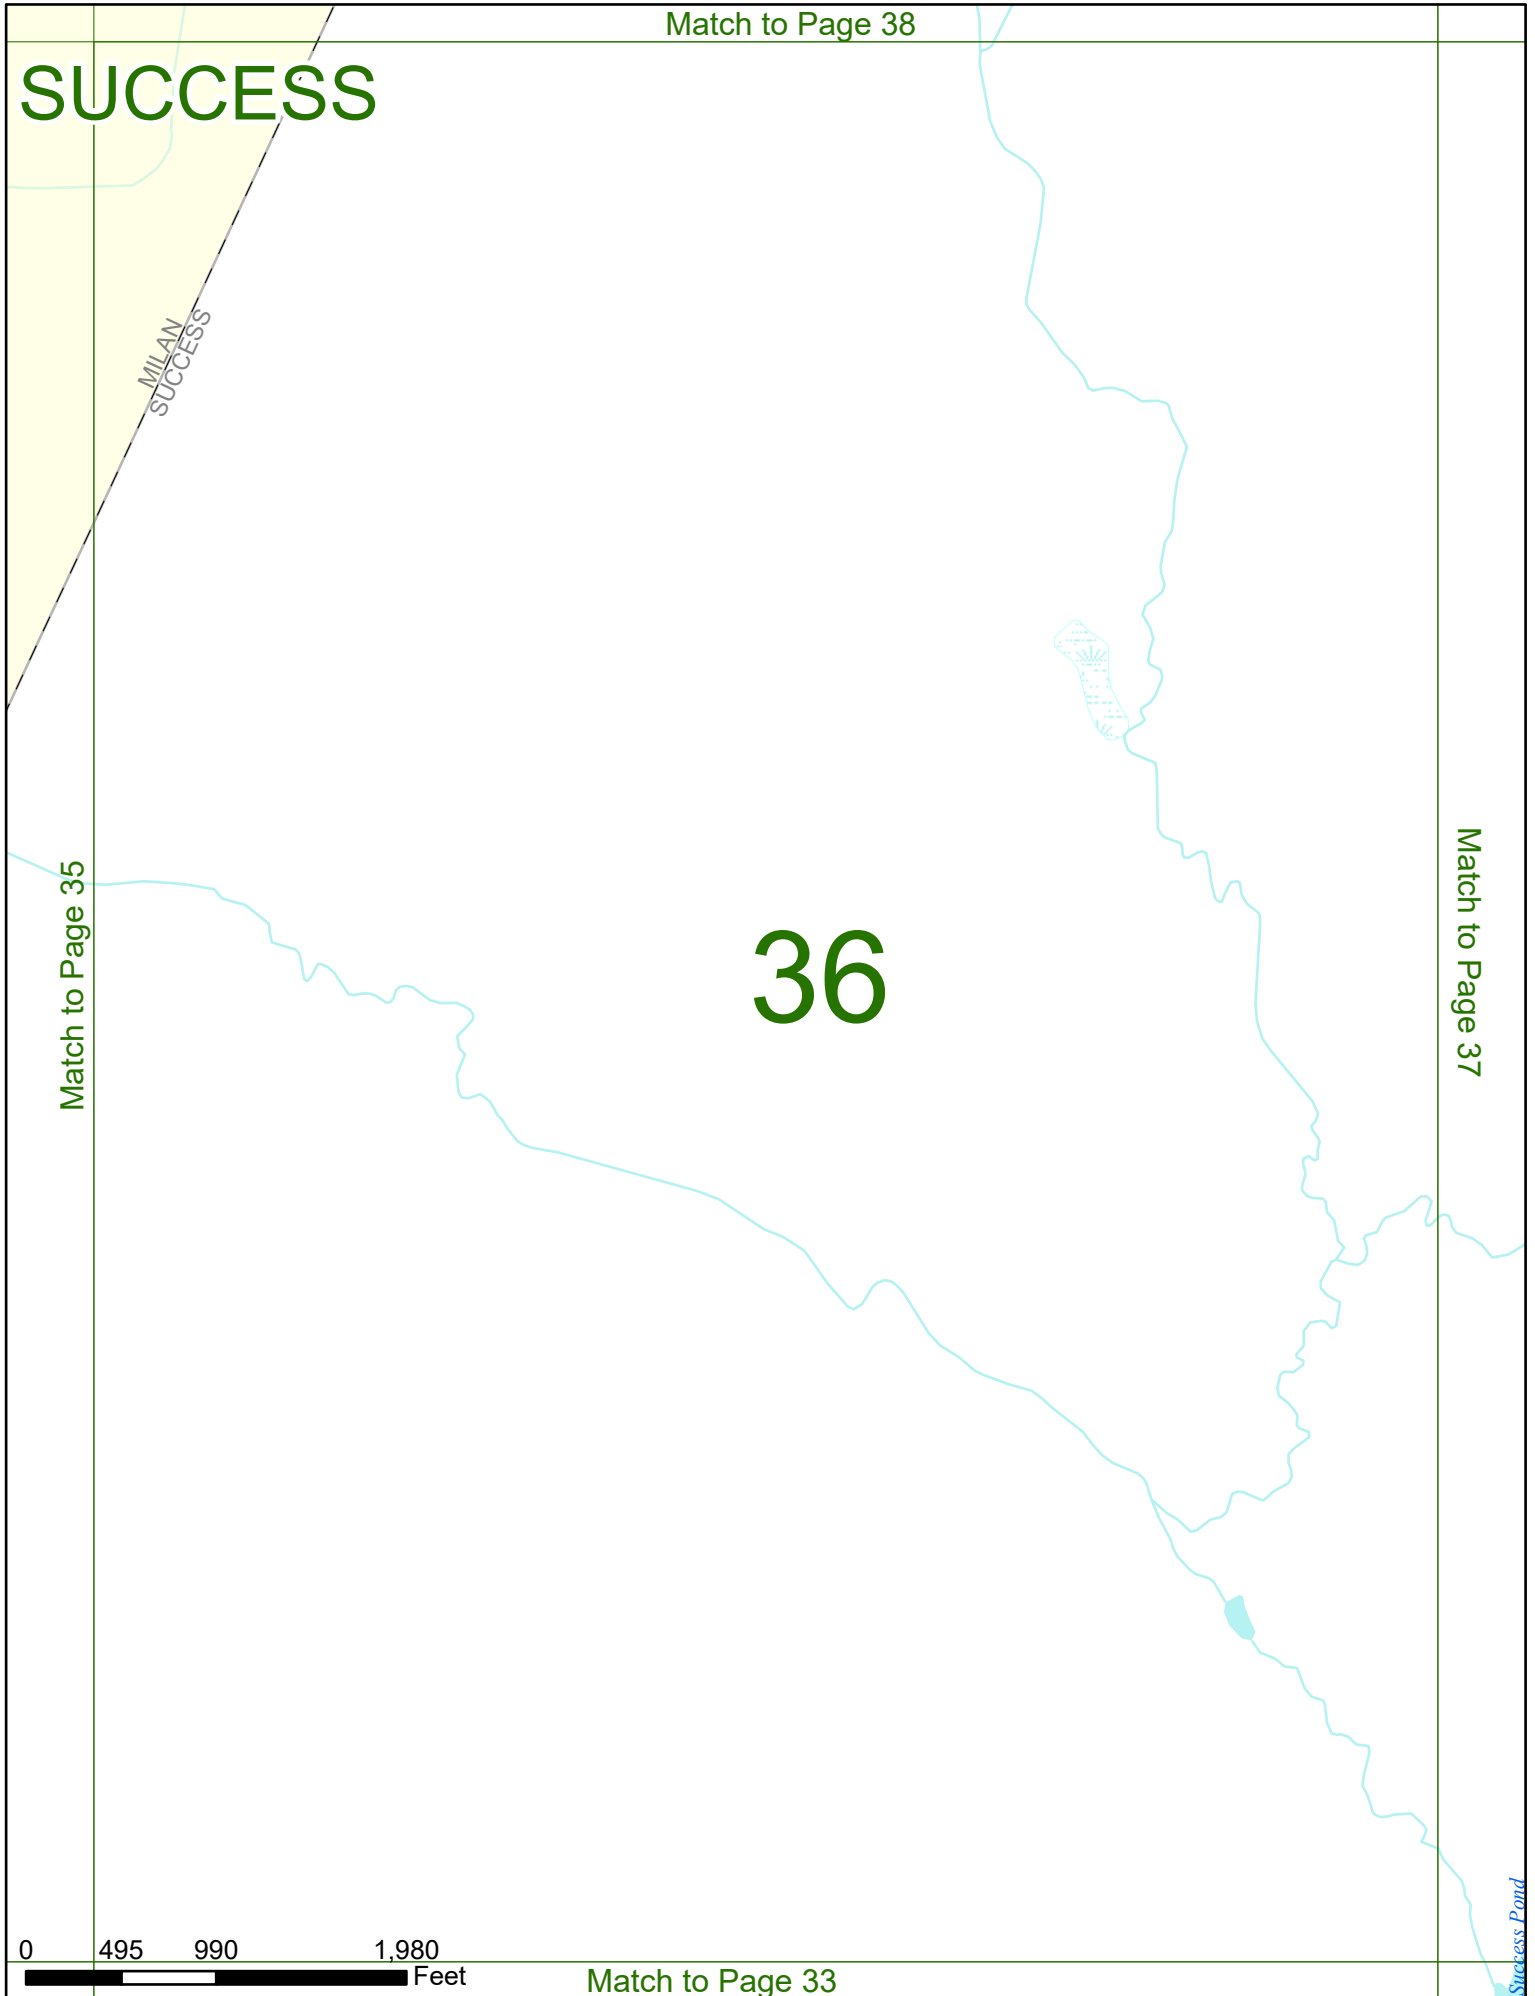 Match to Page 38
SUCCESS
MILAN
SUCCESS
Match to Page 35
36
Match to Page 37
Success Pond
0 495 990 1,980
Feet
Match to Page 33